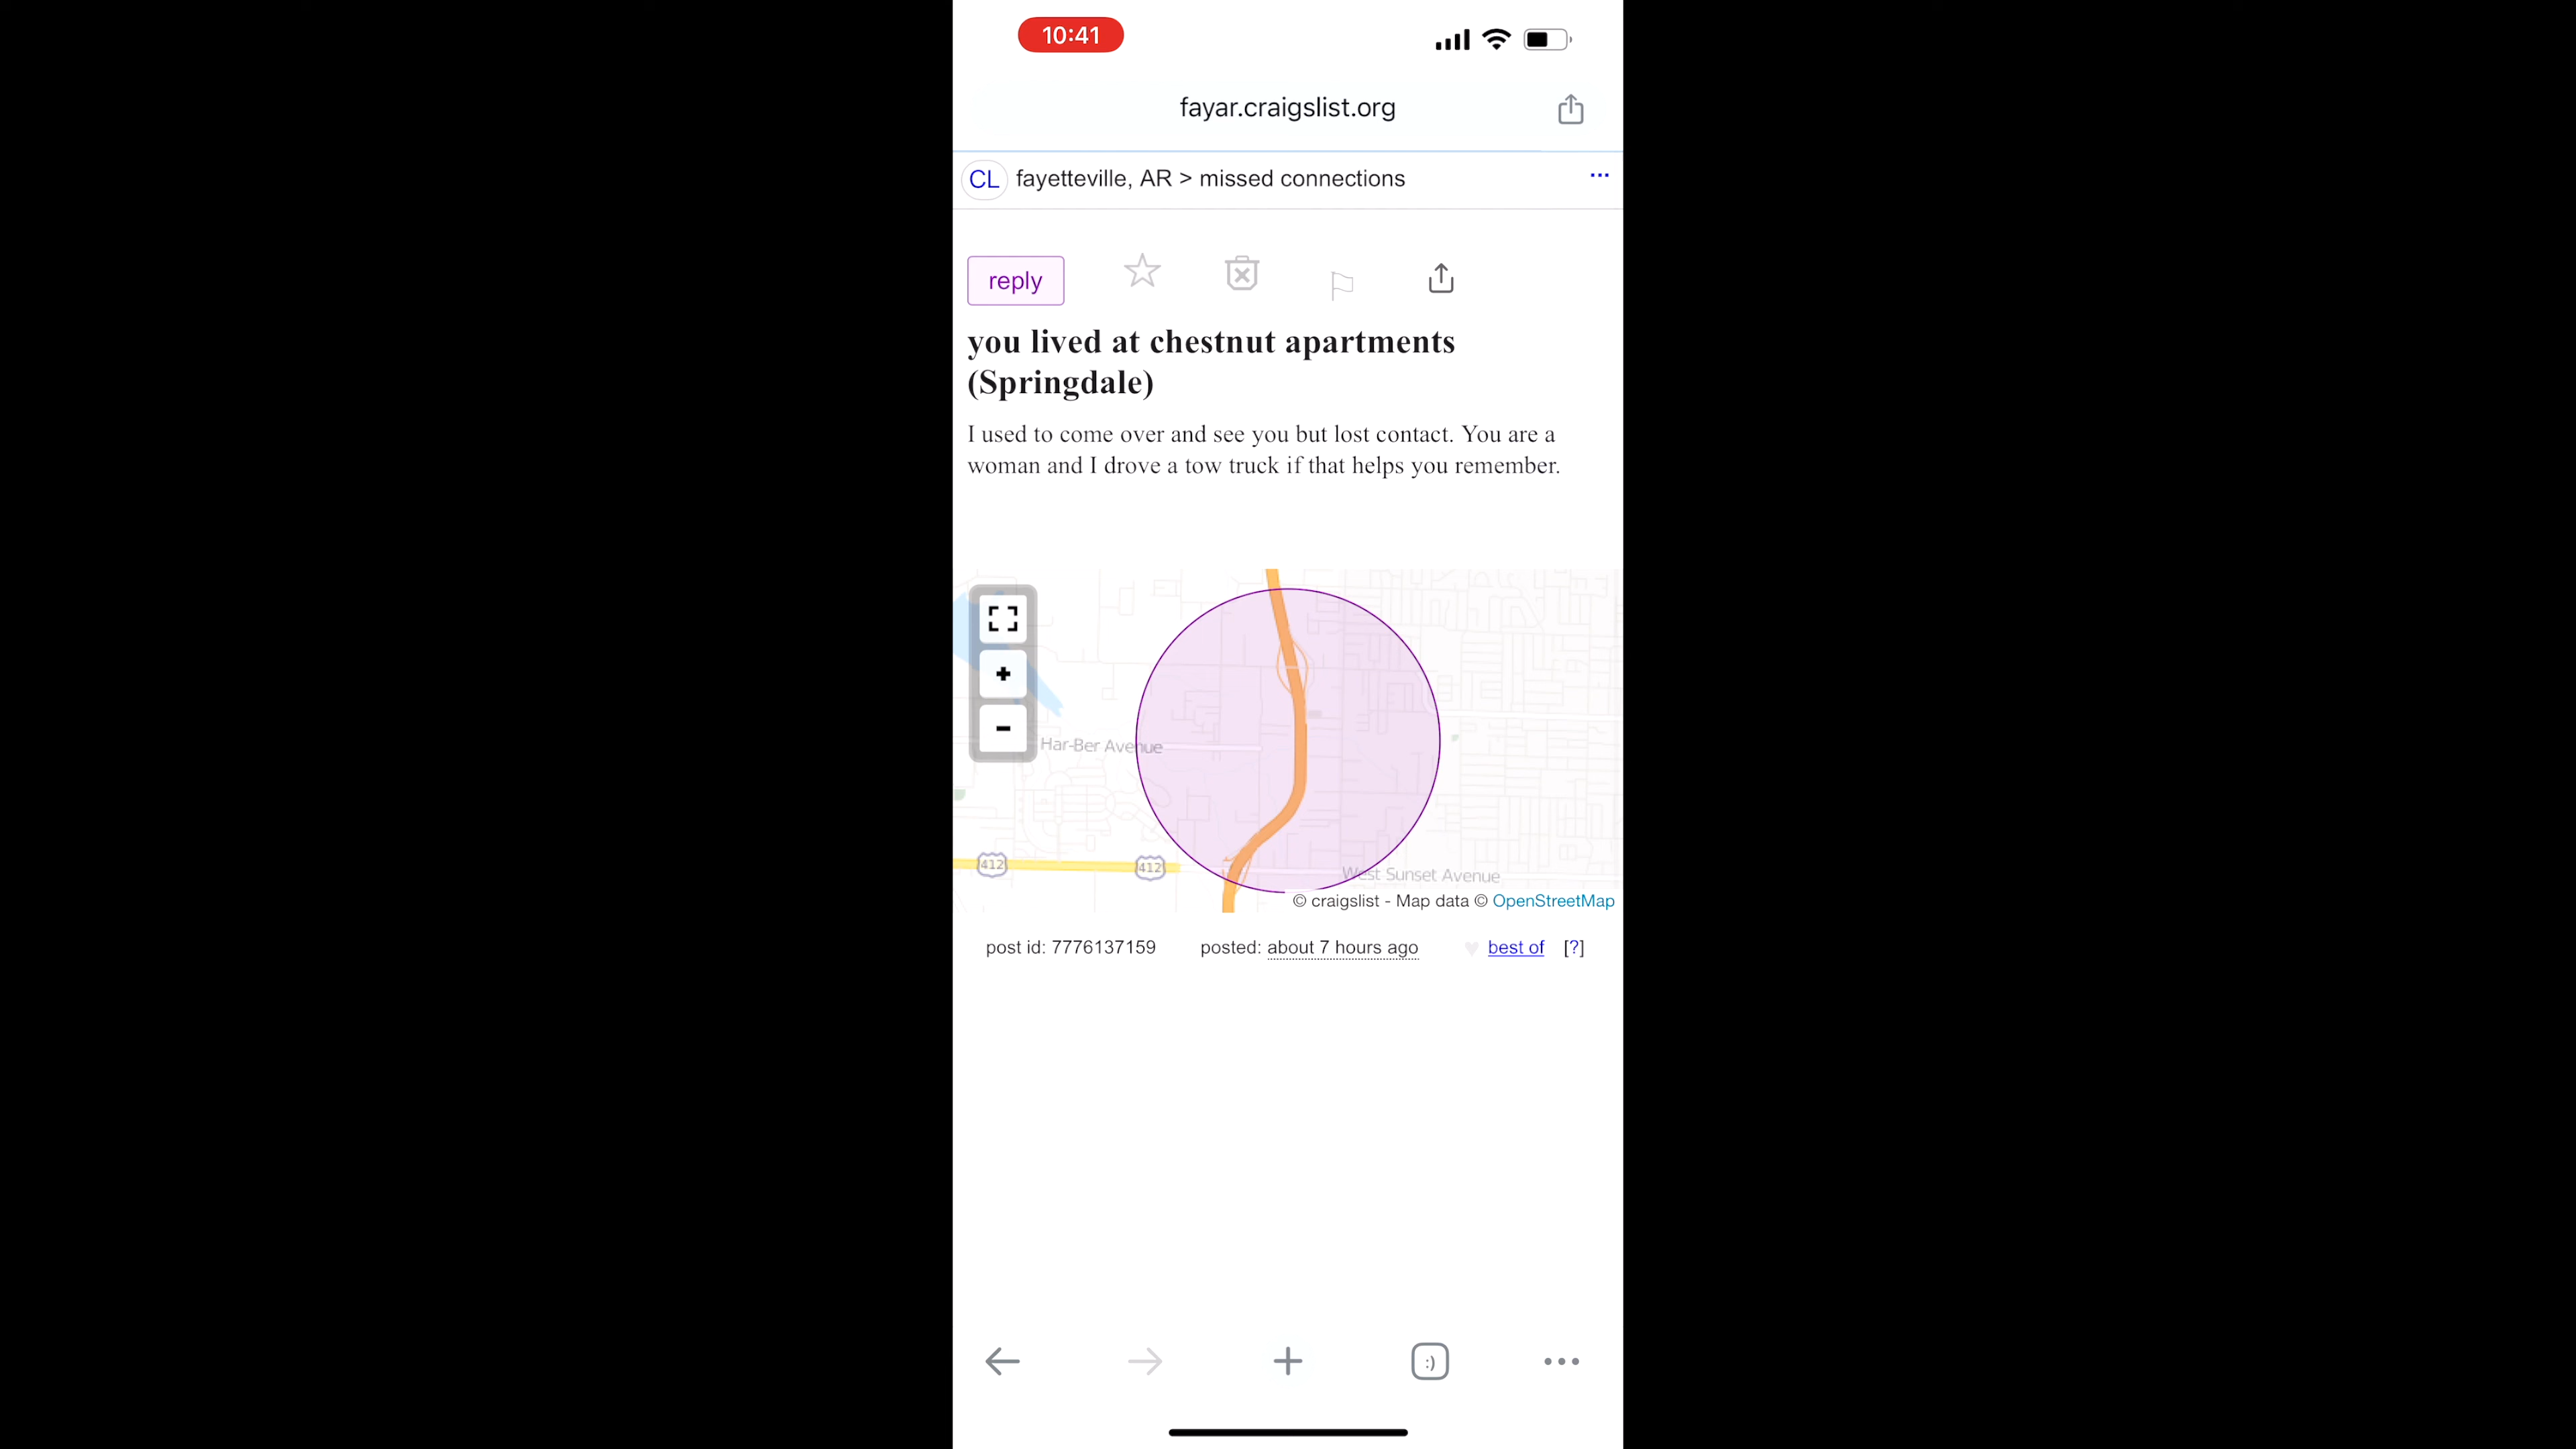 10:41
fayar.craigslist.org
CL fayetteville, AR > missed connections
reply
you lived at chestnut apartments
(Springdale)
I used to come over and see you but lost contact. You are a
woman and I drove a tow truck if that helps you remember.
Har-Ber Avenue
412 412
West Sunset Avenue
© craigslist - Map data © OpenStreetMap
post id: 7776137159 posted: about 7 hours ago best of [?]
:)